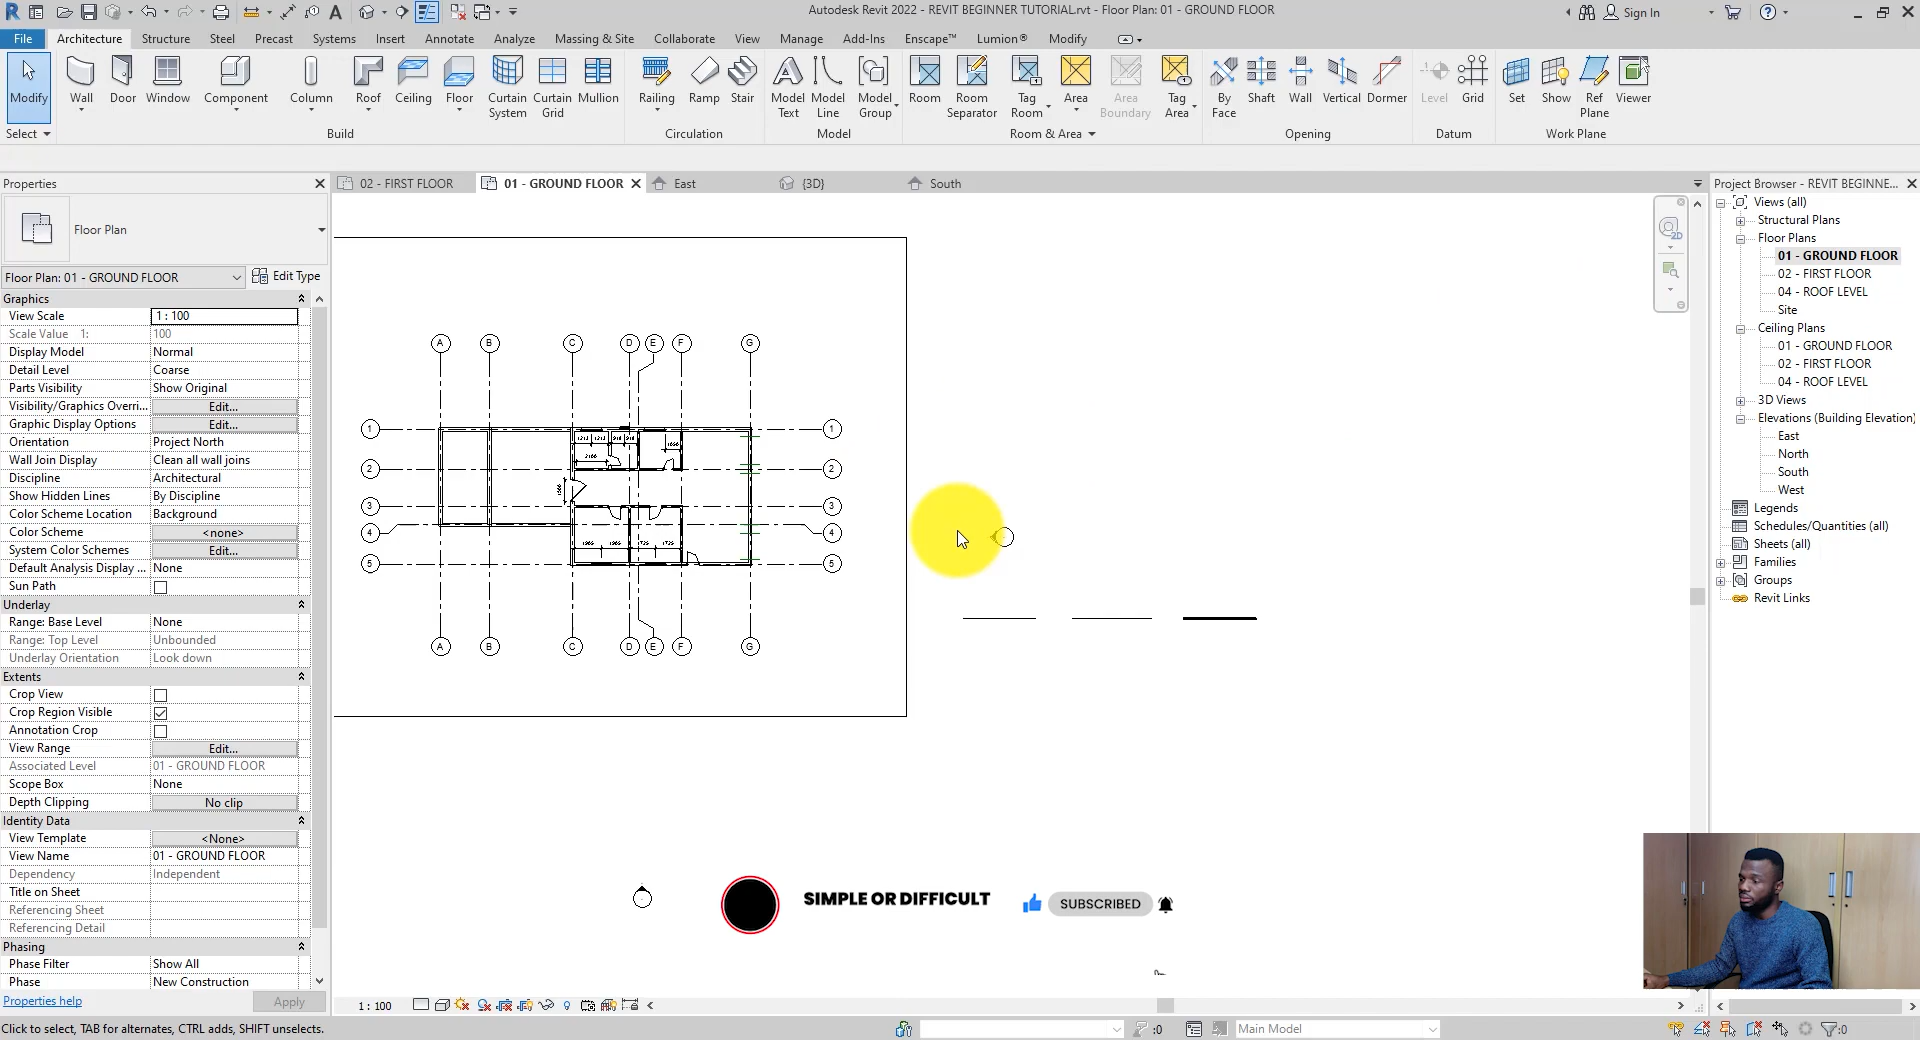 Autodesk Revit 2022 - REVIT BEGINNER TUTORIAL.rvt - Floor Plan: 01 - GROUND FLOOR
Sign In
File Architecture Structure Steel Precast Systems Insert Annotate Analyze Massing & Site Collaborate View Manage Add-Ins Enscape™ Lumion® Modify
Modify
Wall
Door
Window
Component
Column
Roof
Ceiling
Floor
Curtain System
Curtain Grid
Mullion
Railing
Ramp
Stair
Model Text
Model Line
Model Group
Room
Room Separator
Tag Room
Area
Area Boundary
Tag Area
By Face
Shaft
Wall
Vertical
Dormer
Level
Grid
Set
Show
Ref Plane
Viewer
Select
Build
Circulation
Model
Room & Area
Opening
Datum
Work Plane
Properties
02 - FIRST FLOOR
01 - GROUND FLOOR
East
{3D}
South
Project Browser - REVIT BEGINNE...
Floor Plan
Floor Plan: 01 - GROUND FLOOR
Edit Type
Graphics
View Scale 1 : 100
Scale Value 1: 100
Display Model Normal
Detail Level Coarse
Parts Visibility Show Original
Visibility/Graphics Overri... Edit...
Graphic Display Options Edit...
Orientation Project North
Wall Join Display Clean all wall joins
Discipline Architectural
Show Hidden Lines By Discipline
Color Scheme Location Background
Color Scheme <none>
System Color Schemes Edit...
Default Analysis Display ... None
Sun Path
Underlay
Range: Base Level None
Range: Top Level Unbounded
Underlay Orientation Look down
Extents
Crop View
Crop Region Visible
Annotation Crop
View Range Edit...
Associated Level 01 - GROUND FLOOR
Scope Box None
Depth Clipping No clip
Identity Data
View Template <None>
View Name 01 - GROUND FLOOR
Dependency Independent
Title on Sheet
Referencing Sheet
Referencing Detail
Phasing
Phase Filter Show All
Phase New Construction
Properties help
Apply
A B C D E F G
1 1
2 2
3 3
4 4
5 5
A B C D E F G
2D
SIMPLE OR DIFFICULT
SUBSCRIBED
Views (all)
Structural Plans
Floor Plans
01 - GROUND FLOOR
02 - FIRST FLOOR
04 - ROOF LEVEL
Site
Ceiling Plans
01 - GROUND FLOOR
02 - FIRST FLOOR
04 - ROOF LEVEL
3D Views
Elevations (Building Elevation)
East
North
South
West
Legends
Schedules/Quantities (all)
Sheets (all)
Families
Groups
Revit Links
1 : 100
Click to select, TAB for alternates, CTRL adds, SHIFT unselects.
:0
Main Model
:0